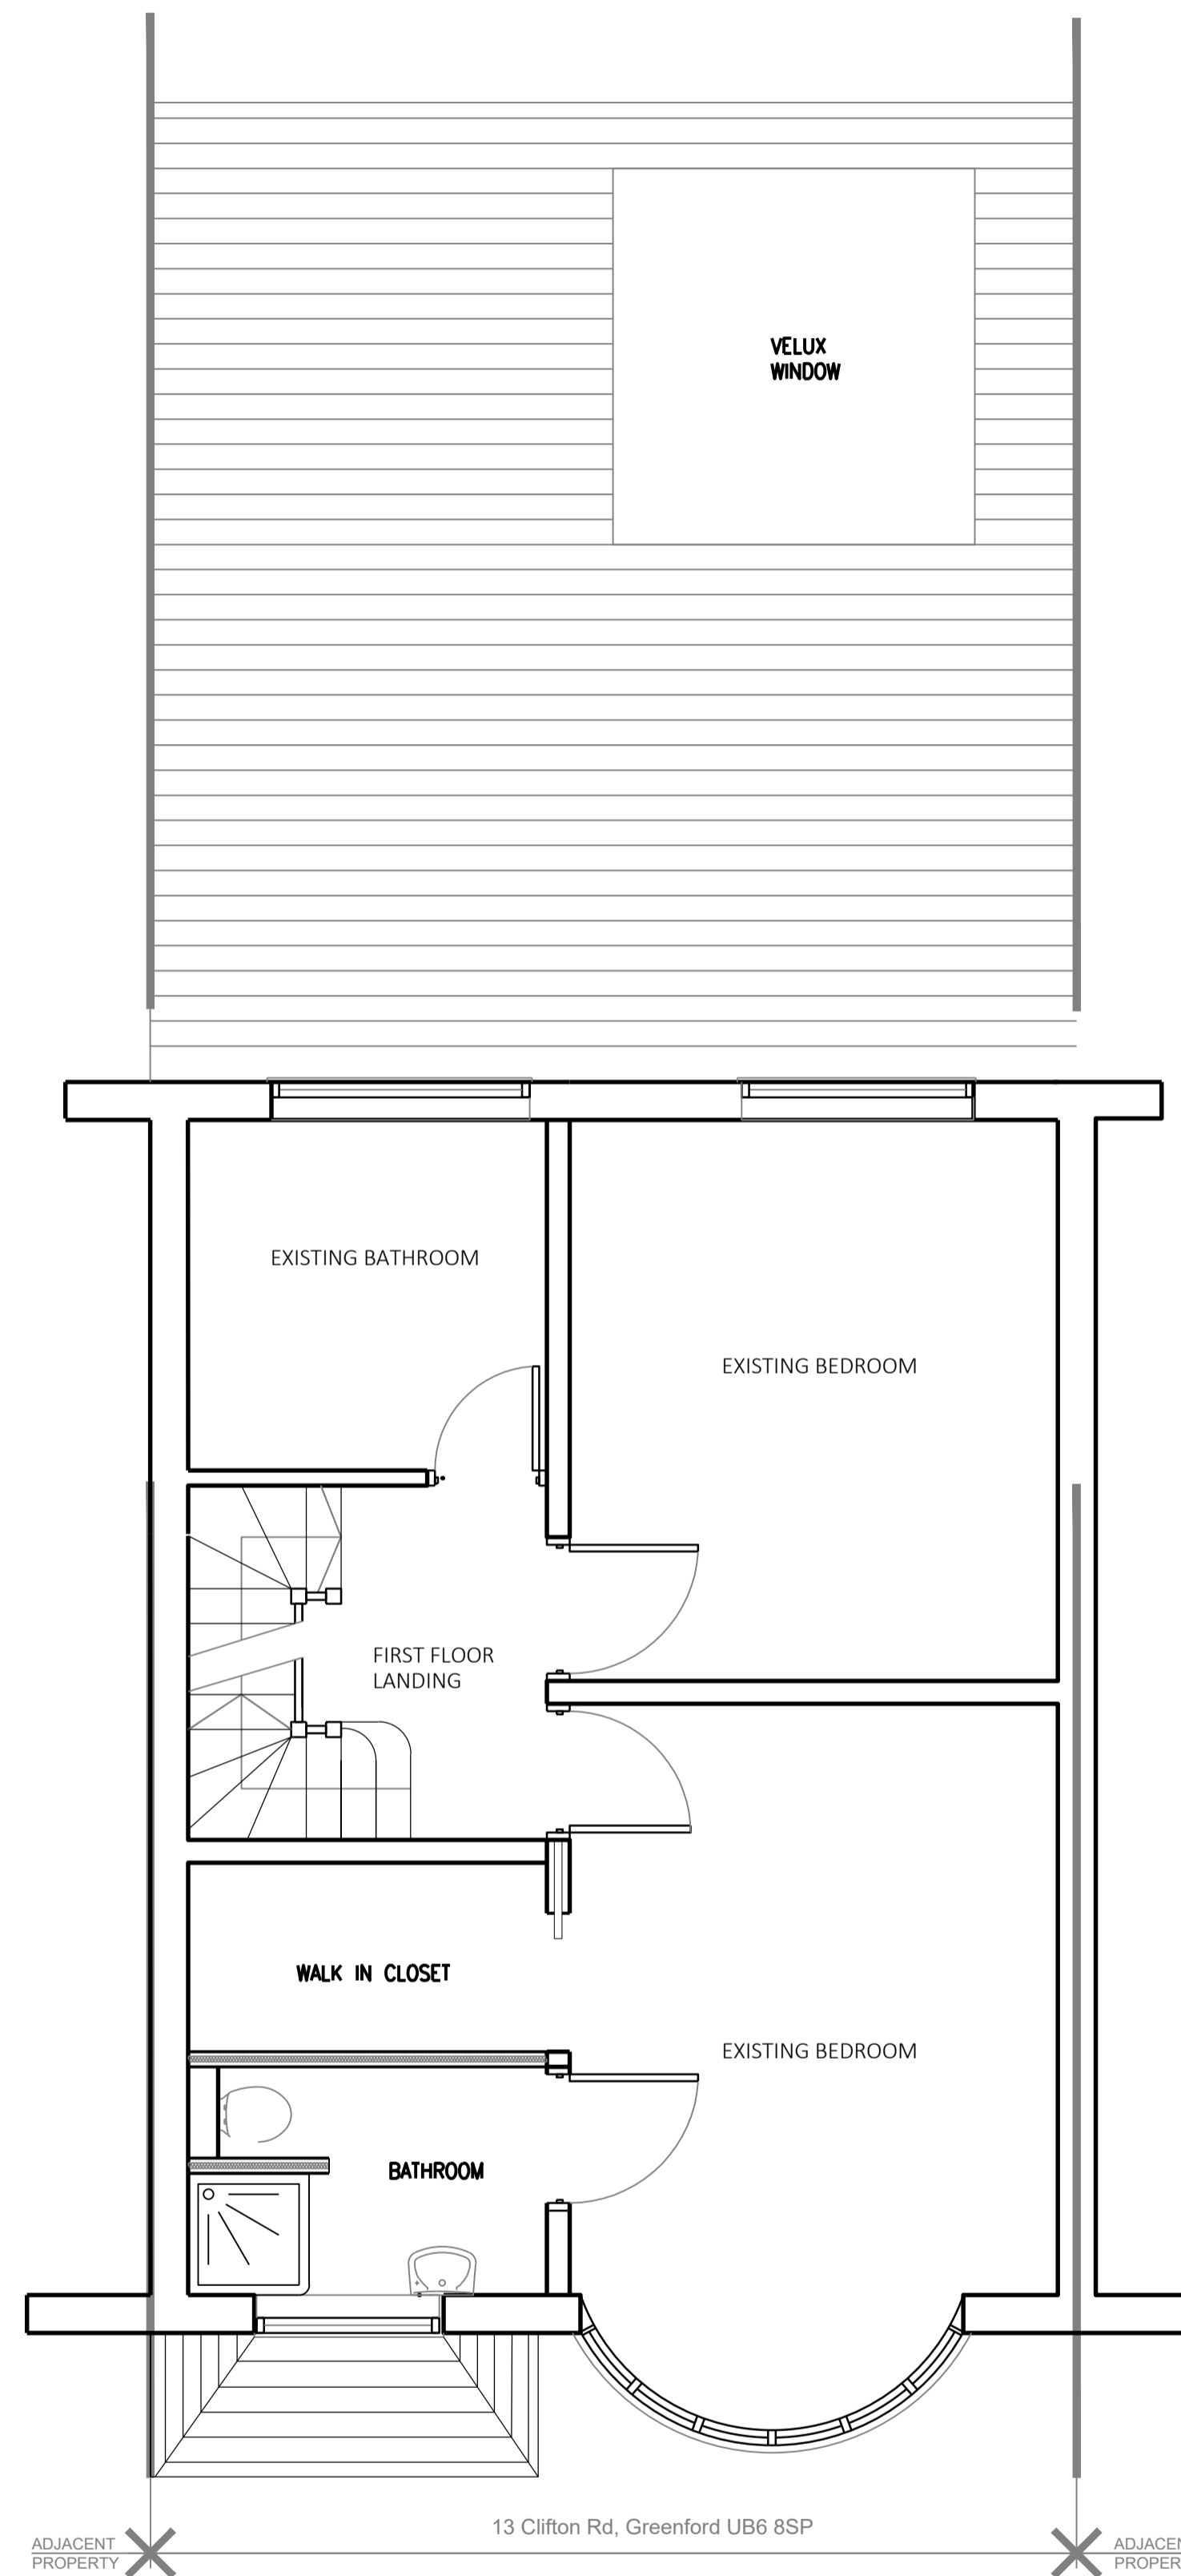 VELUX
WINDOW
EXISTING BATHROOM
EXISTING BEDROOM
FIRST FLOOR
LANDING
WALK IN CLOSET
EXISTING BEDROOM
BATHROOM
13 Clifton Rd, Greenford UB6 8SP
ADJACENT
PROPERTY